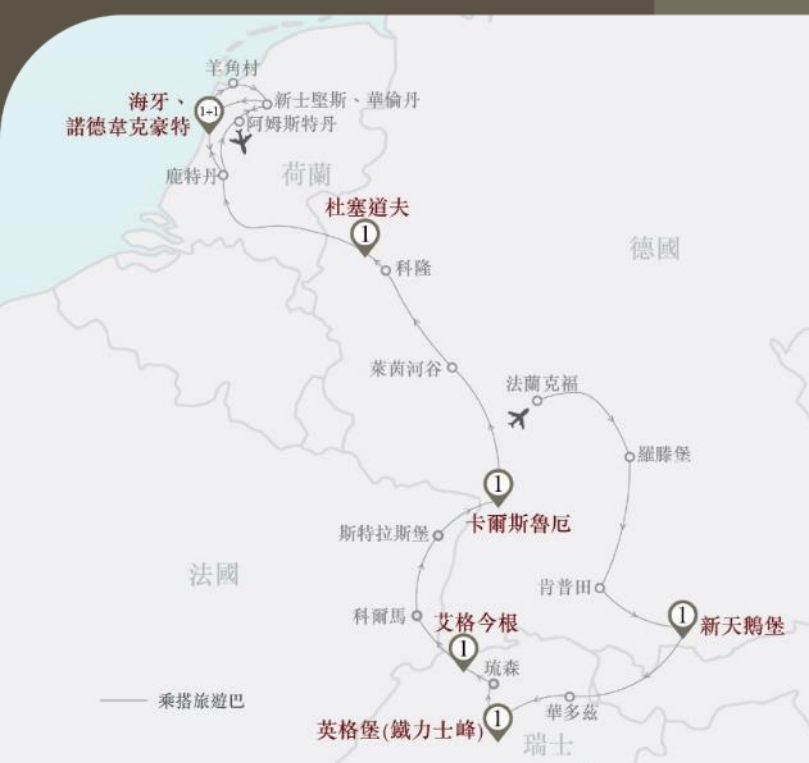 羊角村
海牙、
諾德韋克豪特
1+1
新士堅斯、華倫丹
阿姆斯特丹
鹿特丹
荷蘭
杜塞道夫
1
科隆
德國
萊茵河谷
法蘭克福
羅滕堡
1
卡爾斯魯厄
斯特拉斯堡
法國
肯普田
科爾馬
艾格今根
1
1
新天鵝堡
琉森
乘搭旅遊巴
華多茲
1
英格堡(鐵力士峰)
瑞士